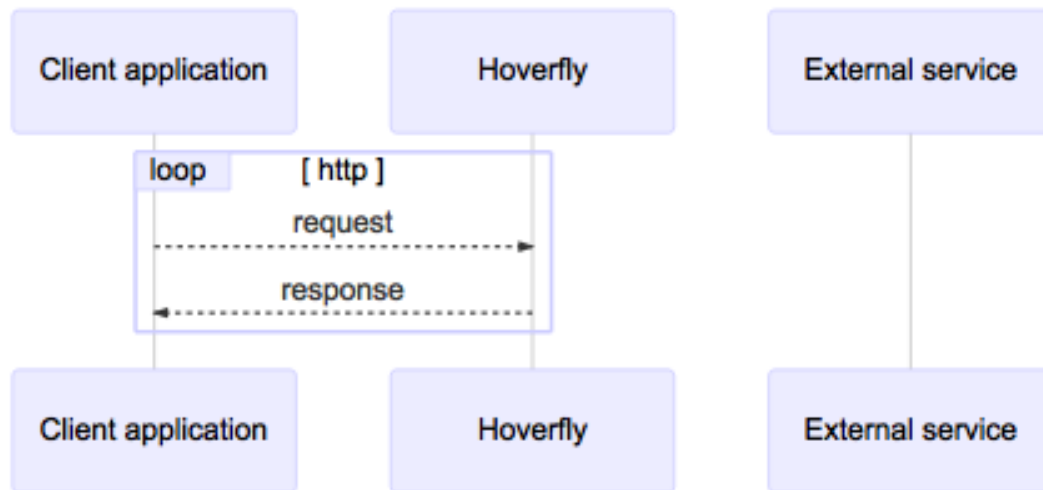 Client application
Hoverfly
External service
loop
[ http ]
request
response
Client application
Hoverfly
External service